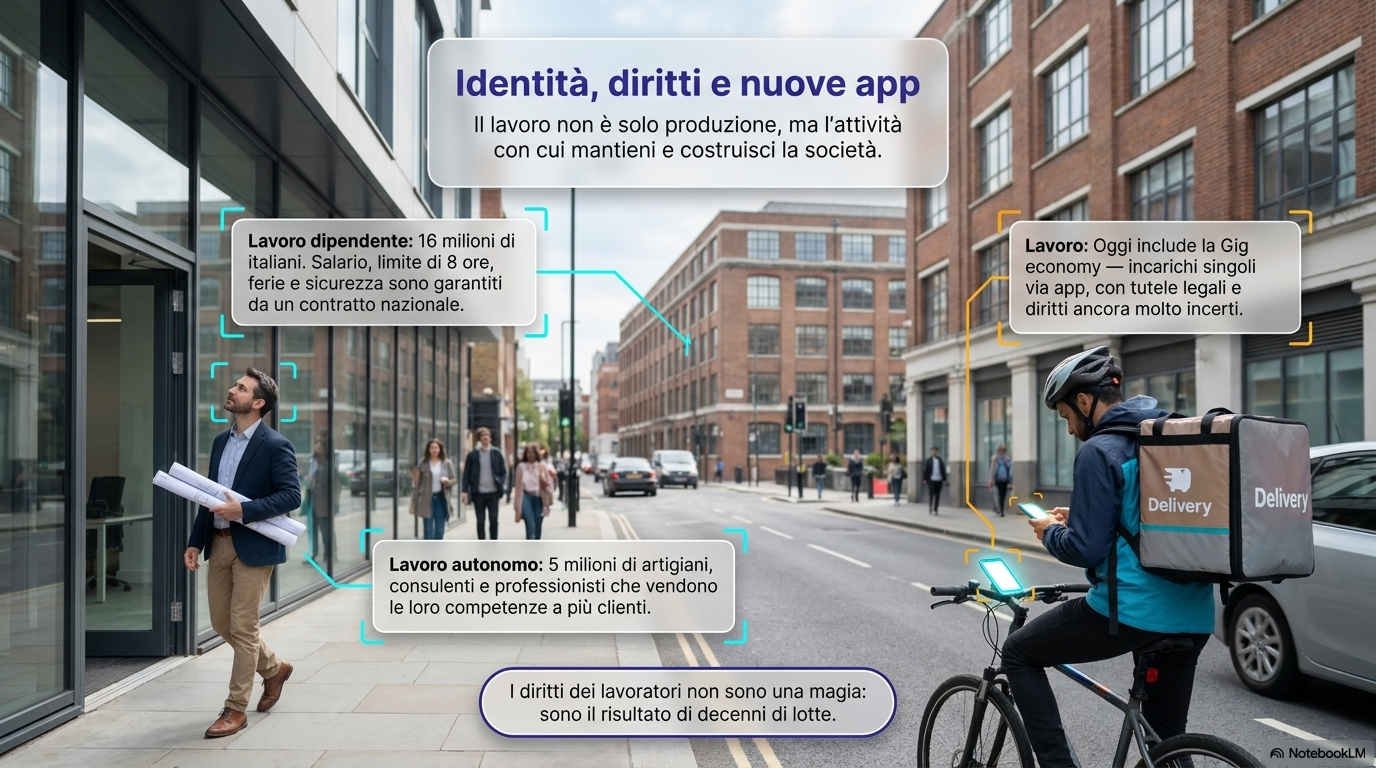 Identità, diritti e nuove app
Il lavoro non è solo produzione, ma l'attività
con cui mantieni e costruisci la società.
Lavoro dipendente: 16 milioni di
italiani. Salario, limite di 8 ore,
ferie e sicurezza sono garantiti
da un contratto nazionale.
Lavoro: Oggi include la Gig
economy — incarichi singoli
via app, con tutele legali e
diritti ancora molto incerti.
Lavoro autonomo: 5 milioni di artigiani,
consulenti e professionisti che vendono
le loro competenze a più clienti.
I diritti dei lavoratori non sono una magia:
sono il risultato di decenni di lotte.
Delivery
Delivery
NotebookLM